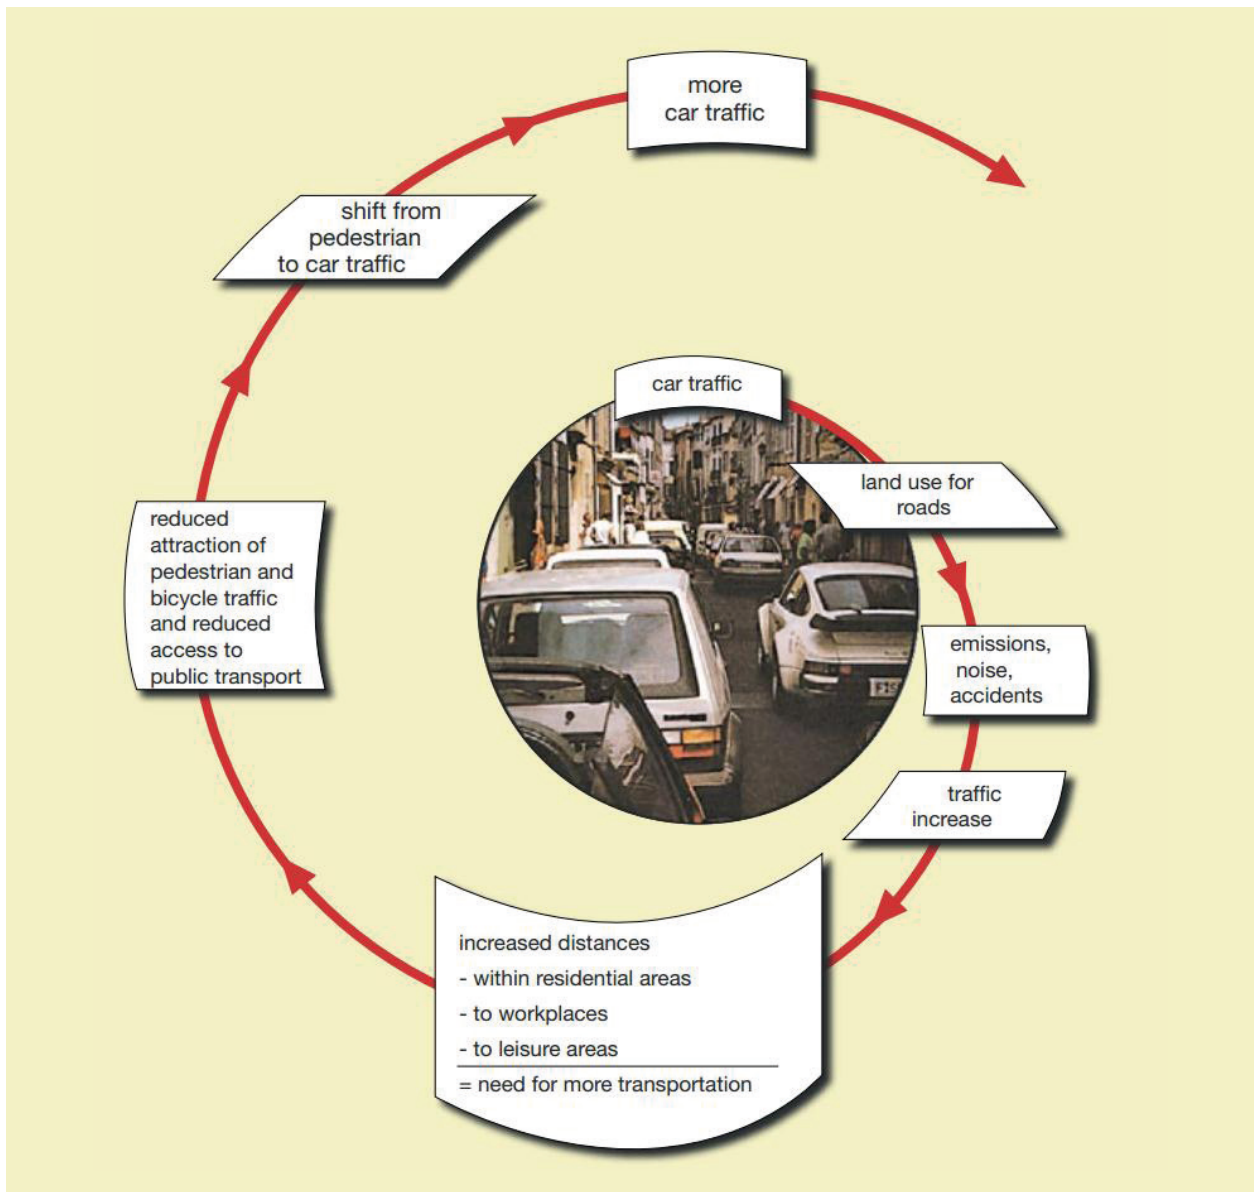 more
car traffic
shift from
pedestrian
to car traffic
car traffic
land use for
roads
reduced
attraction of
pedestrian and
bicycle traffic
and reduced
access to
public transport
emissions,
noise,
accidents
traffic
increase
increased distances
- within residential areas
- to workplaces
- to leisure areas
= need for more transportation